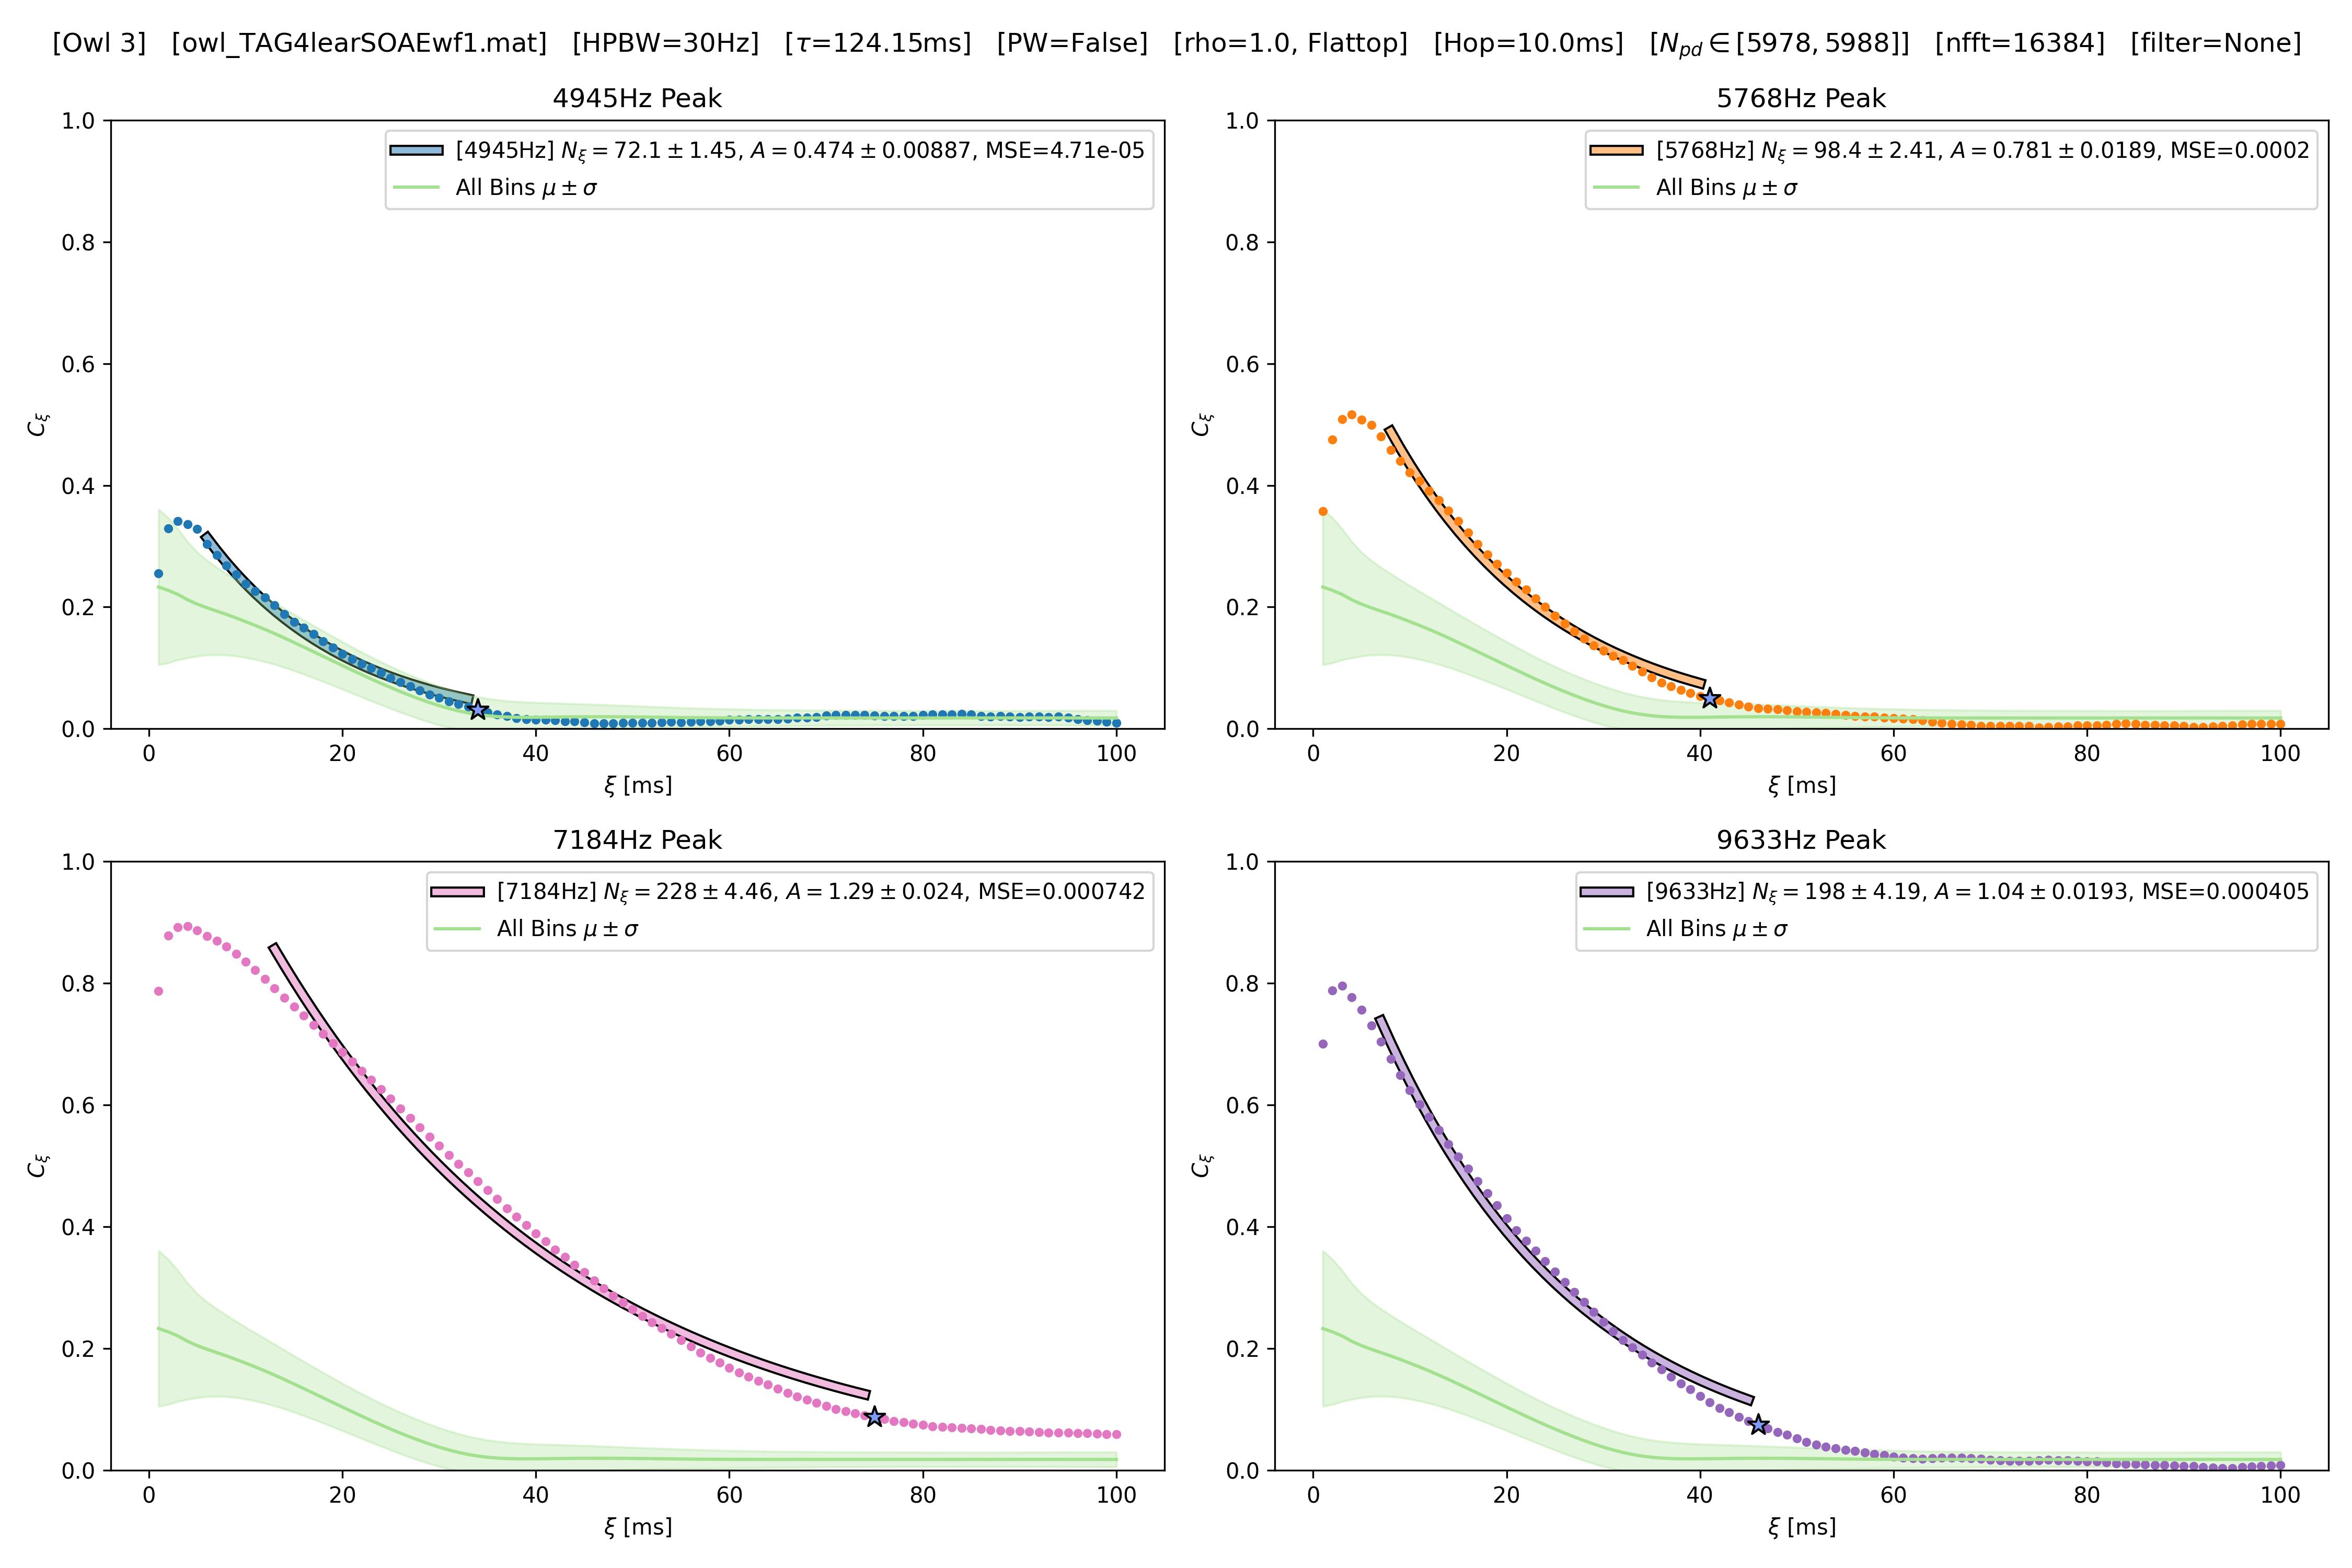 [Owl 3] [owl_TAG4learSOAEwf1.mat] [HPBW=30Hz] [τ=124.15ms] [PW=False] [rho=1.0, Flattop] [Hop=10.0ms] [N_pd ∈ [5978, 5988]] [nfft=16384] [filter=None]
4945Hz Peak
[4945Hz] N_ξ = 72.1 ± 1.45, A = 0.474 ± 0.00887, MSE=4.71e-05
All Bins μ ± σ
1.0
0.8
0.6
0.4
0.2
0.0
C_ξ
0 20 40 60 80 100
ξ [ms]
5768Hz Peak
[5768Hz] N_ξ = 98.4 ± 2.41, A = 0.781 ± 0.0189, MSE=0.0002
All Bins μ ± σ
1.0
0.8
0.6
0.4
0.2
0.0
C_ξ
0 20 40 60 80 100
ξ [ms]
7184Hz Peak
[7184Hz] N_ξ = 228 ± 4.46, A = 1.29 ± 0.024, MSE=0.000742
All Bins μ ± σ
1.0
0.8
0.6
0.4
0.2
0.0
C_ξ
0 20 40 60 80 100
ξ [ms]
9633Hz Peak
[9633Hz] N_ξ = 198 ± 4.19, A = 1.04 ± 0.0193, MSE=0.000405
All Bins μ ± σ
1.0
0.8
0.6
0.4
0.2
0.0
C_ξ
0 20 40 60 80 100
ξ [ms]